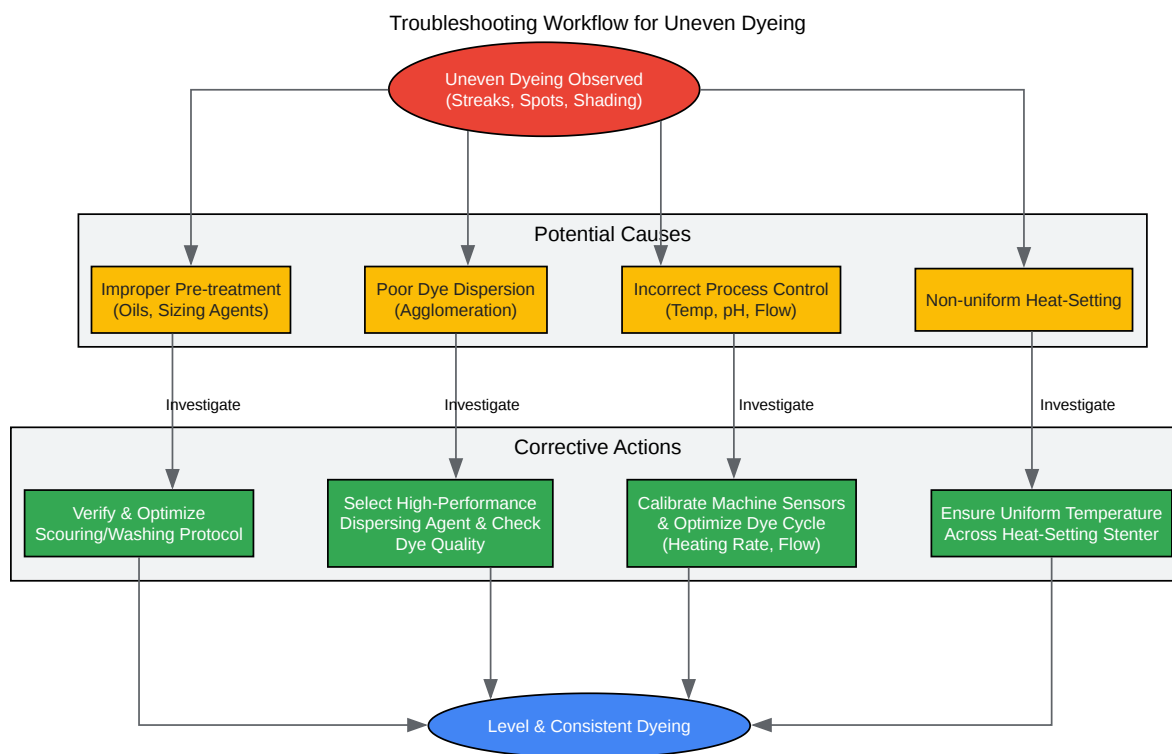 Troubleshooting Workflow for Uneven Dyeing
Uneven Dyeing Observed
(Streaks, Spots, Shading)
Potential Causes
Improper Pre-treatment
(Oils, Sizing Agents)
Poor Dye Dispersion
(Agglomeration)
Incorrect Process Control
(Temp, pH, Flow)
Non-uniform Heat-Setting
Investigate
Investigate
Investigate
Investigate
Corrective Actions
Verify & Optimize
Scouring/Washing Protocol
Select High-Performance
Dispersing Agent & Check
Dye Quality
Calibrate Machine Sensors
& Optimize Dye Cycle
(Heating Rate, Flow)
Ensure Uniform Temperature
Across Heat-Setting Stenter
Level & Consistent Dyeing